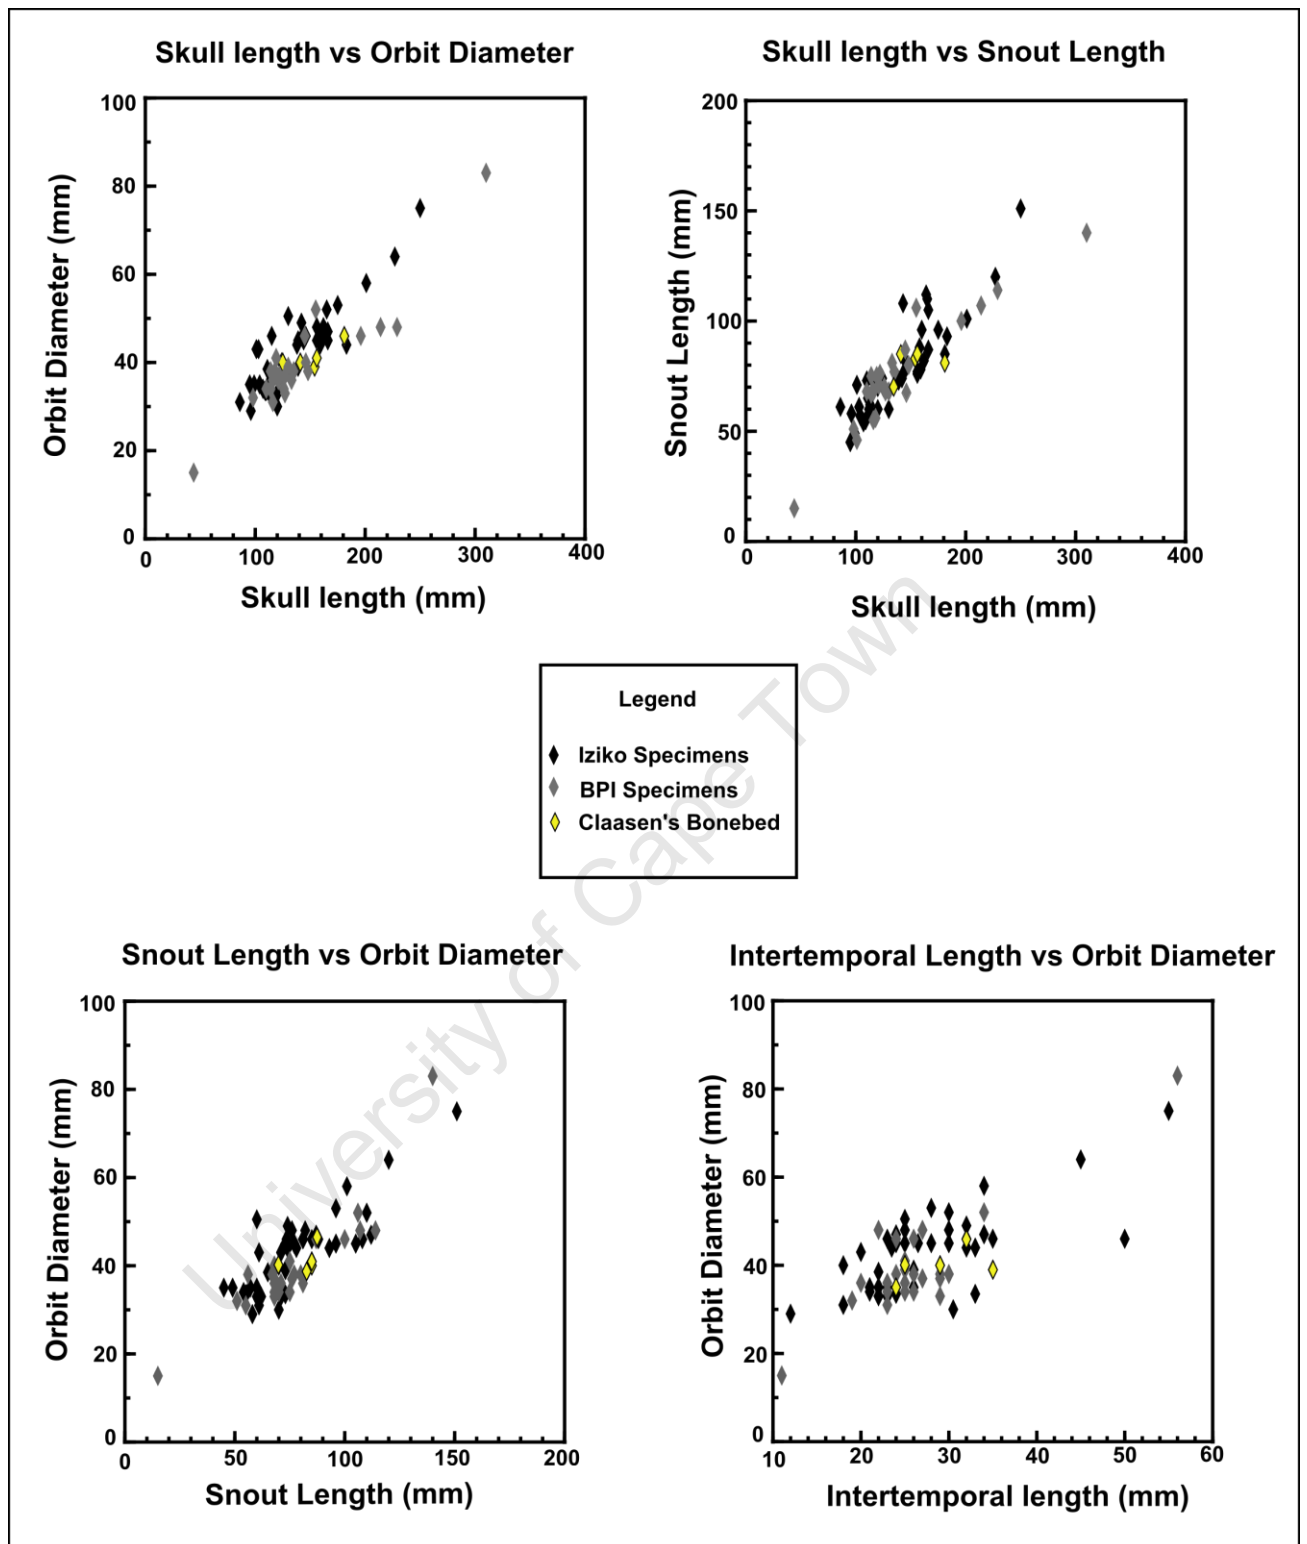 Skull length vs Orbit Diameter
100
80
60
40
20
0
0 100 200 300 400
Orbit Diameter (mm)
Skull length (mm)
Skull length vs Snout Length
200
150
100
50
0
0 100 200 300 400
Snout Length (mm)
Skull length (mm)
Legend
Iziko Specimens
BPI Specimens
Claasen's Bonebed
Snout Length vs Orbit Diameter
100
80
60
40
20
0
0 50 100 150 200
Orbit Diameter (mm)
Snout Length (mm)
Intertemporal Length vs Orbit Diameter
100
80
60
40
20
0
10 20 30 40 50 60
Orbit Diameter (mm)
Intertemporal length (mm)
University of Cape Town